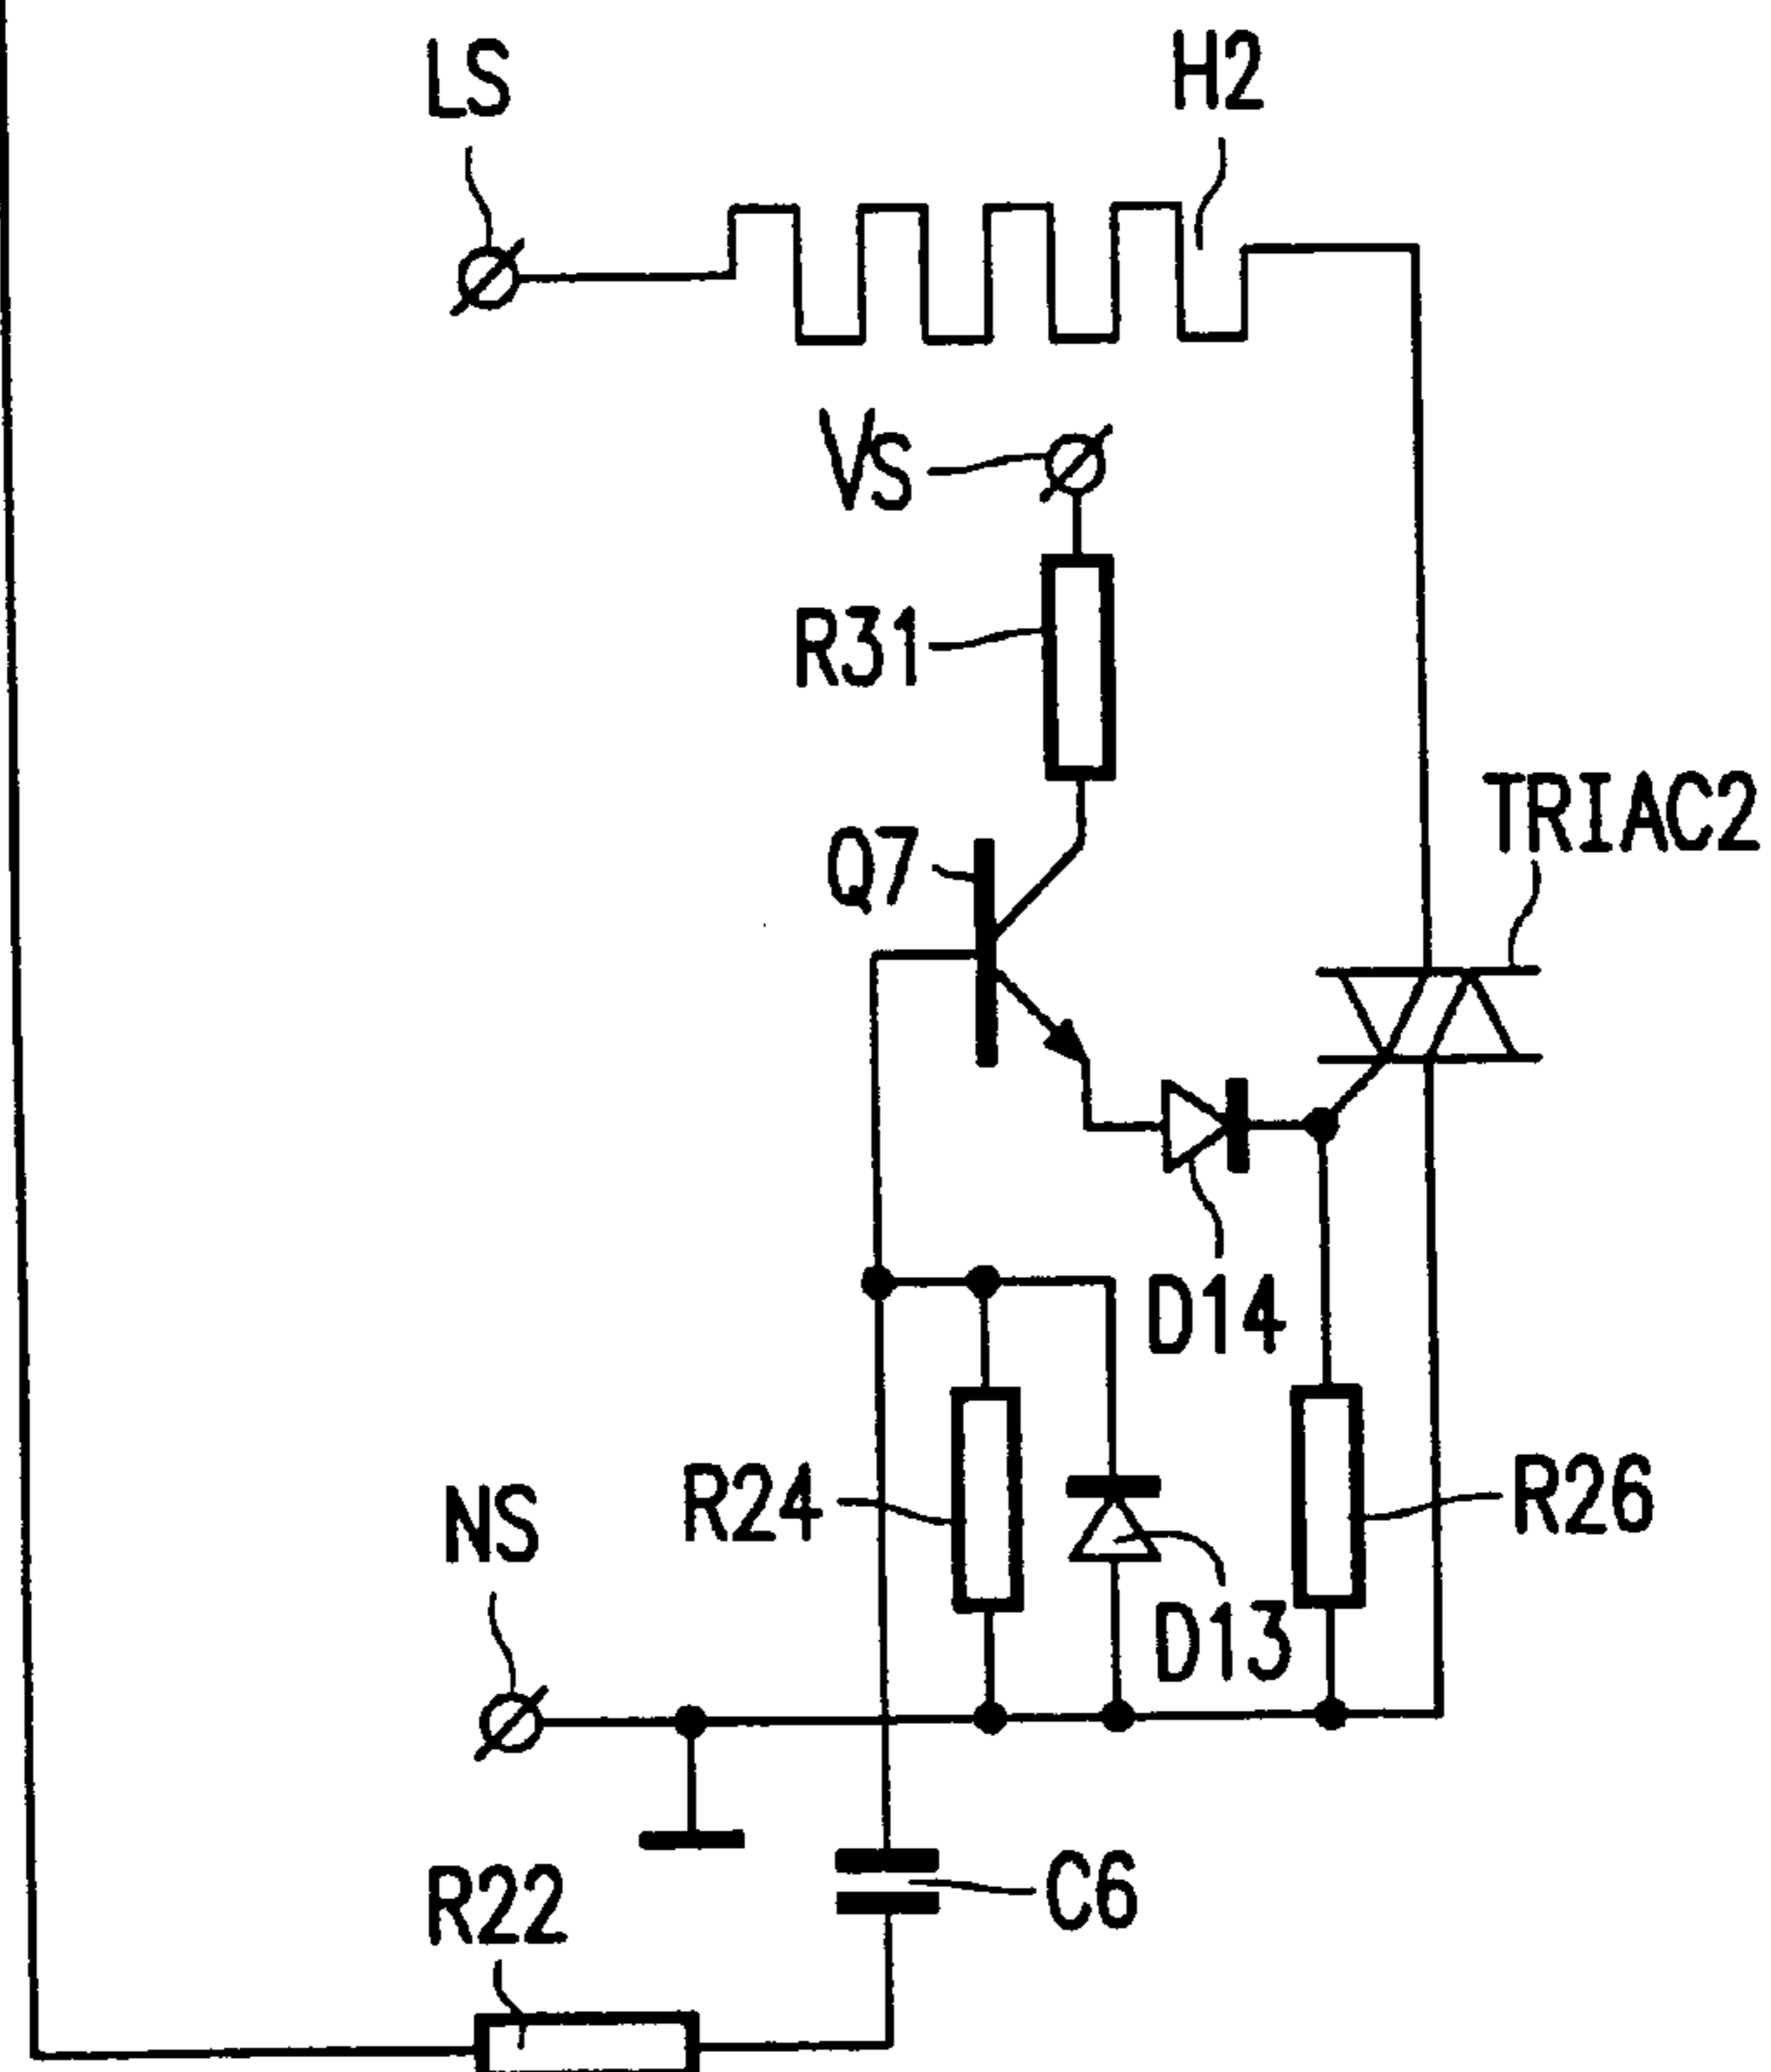 LS
H2
VS
R31
Q7
TRIAC2
D14
R24
R26
NS
D13
C6
R22